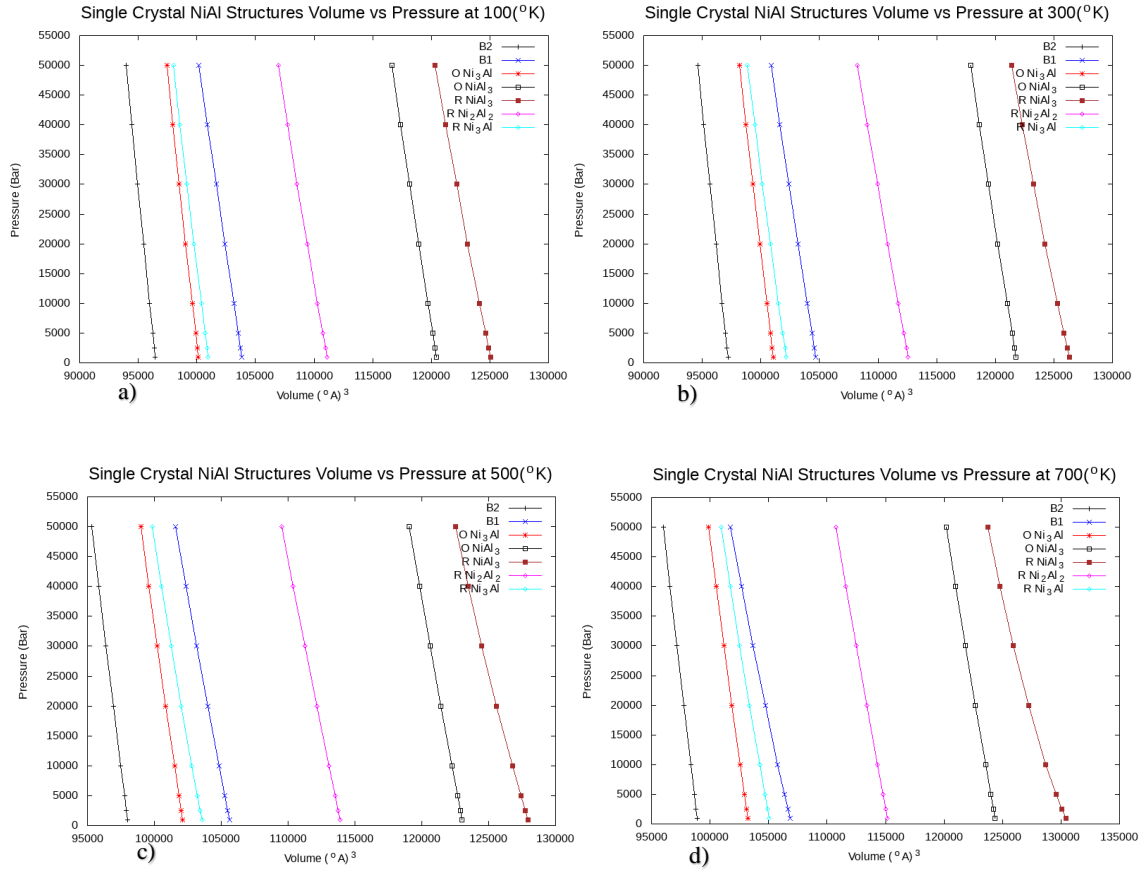 Single Crystal NiAl Structures Volume vs Pressure at 100(°K)
55000
50000
45000
40000
35000
30000
25000
20000
15000
10000
5000
0
Pressure (Bar)
B2
B1
O Ni₃Al
O NiAl₃
R NiAl₃
R Ni₂Al₂
R Ni₃Al
90000 95000 100000 105000 110000 115000 120000 125000 130000
a)
Volume (°A)³
Single Crystal NiAl Structures Volume vs Pressure at 300(°K)
55000
50000
45000
40000
35000
30000
25000
20000
15000
10000
5000
0
Pressure (Bar)
B2
B1
O Ni₃Al
O NiAl₃
R NiAl₃
R Ni₂Al₂
R Ni₃Al
90000 95000 100000 105000 110000 115000 120000 125000 130000
b)
Volume (°A)³
Single Crystal NiAl Structures Volume vs Pressure at 500(°K)
55000
50000
45000
40000
35000
30000
25000
20000
15000
10000
5000
0
Pressure (Bar)
B2
B1
O Ni₃Al
O NiAl₃
R NiAl₃
R Ni₂Al₂
R Ni₃Al
95000 100000 105000 110000 115000 120000 125000 130000
c)
Volume (°A)³
Single Crystal NiAl Structures Volume vs Pressure at 700(°K)
55000
50000
45000
40000
35000
30000
25000
20000
15000
10000
5000
0
Pressure (Bar)
B2
B1
O Ni₃Al
O NiAl₃
R NiAl₃
R Ni₂Al₂
R Ni₃Al
95000 100000 105000 110000 115000 120000 125000 130000 135000
d)
Volume (°A)³